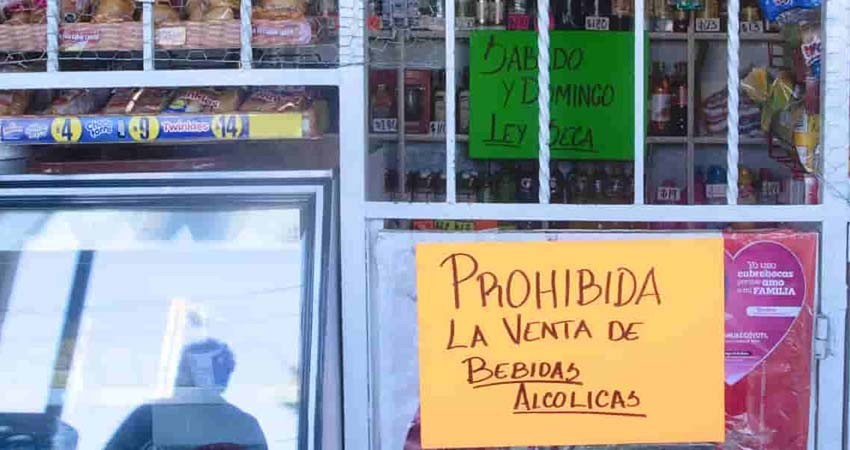 SABADO
Y DOMINGO
LEY SECA
4
9
Twinkies
14
PROHIBIDA
LA VENTA DE
BEBIDAS
ALCOLICAS
Yo uso
cubrebocas
porque amo
a mi
FAMILIA